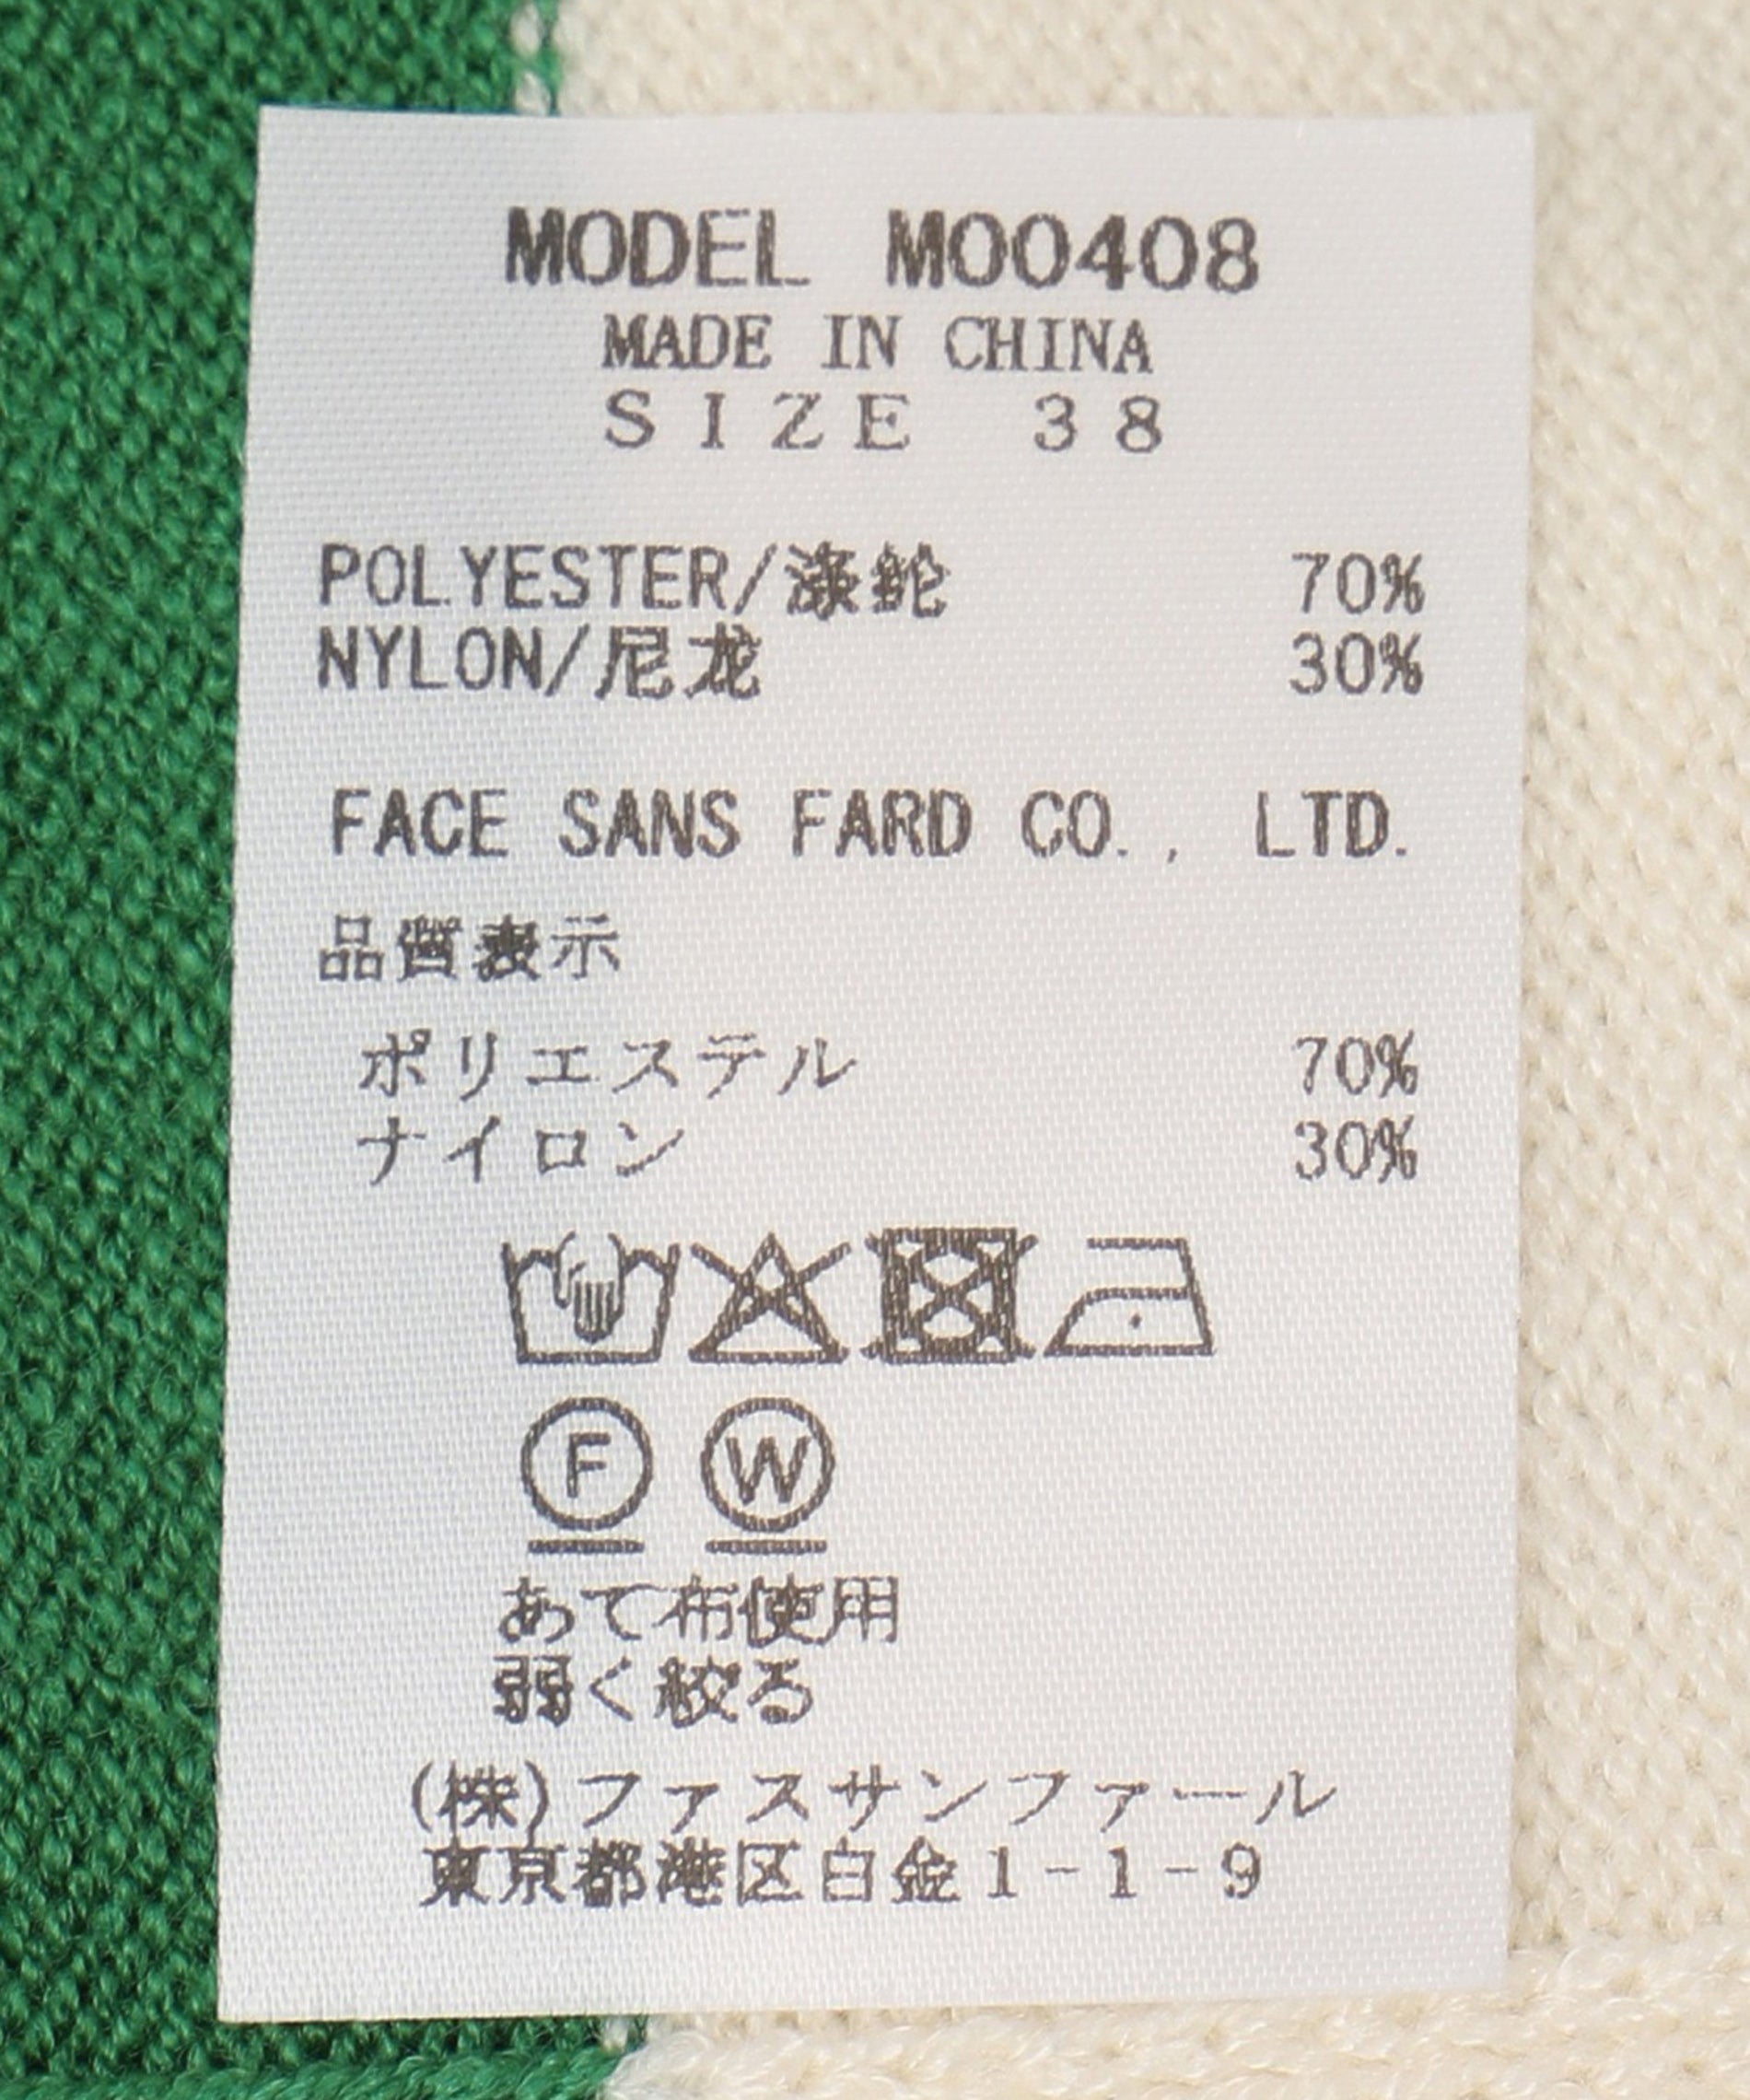 MODEL M00408
MADE IN CHINA
SIZE 38
POLYESTER/涤纶 70%
NYLON/尼龙 30%
FACE SANS FARD CO., LTD.
品質表示
ポリエステル 70%
ナイロン 30%
F W
あて布使用
弱く絞る
(株)ファスサンファール
東京都港区白金1-1-9